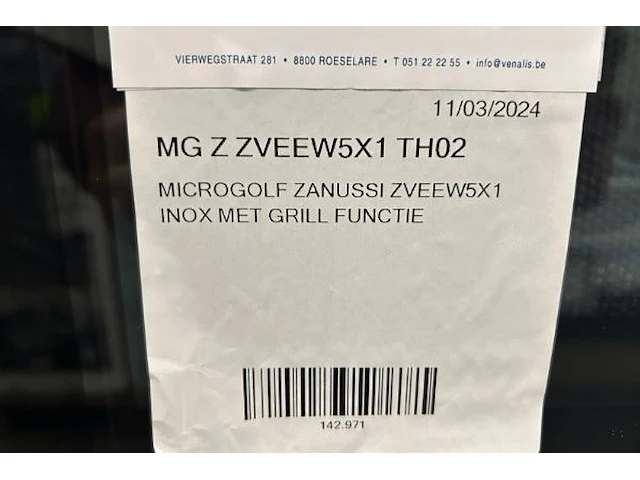 VIERWEGSTRAAT 281 • 8800 ROESELARE • T 051 22 22 55 • info@venalis.be
11/03/2024
MG Z ZVEEW5X1 TH02
MICROGOLF ZANUSSI ZVEEW5X1
INOX MET GRILL FUNCTIE
142.971